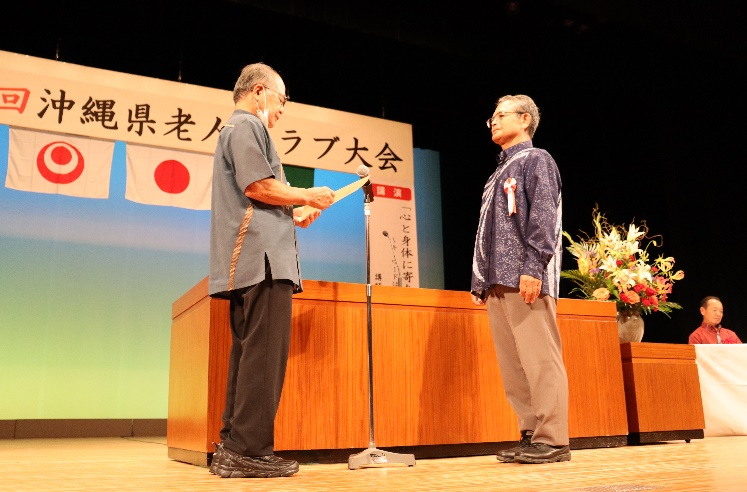 回 沖縄県老人クラブ大会
講演
「心と身体に寄